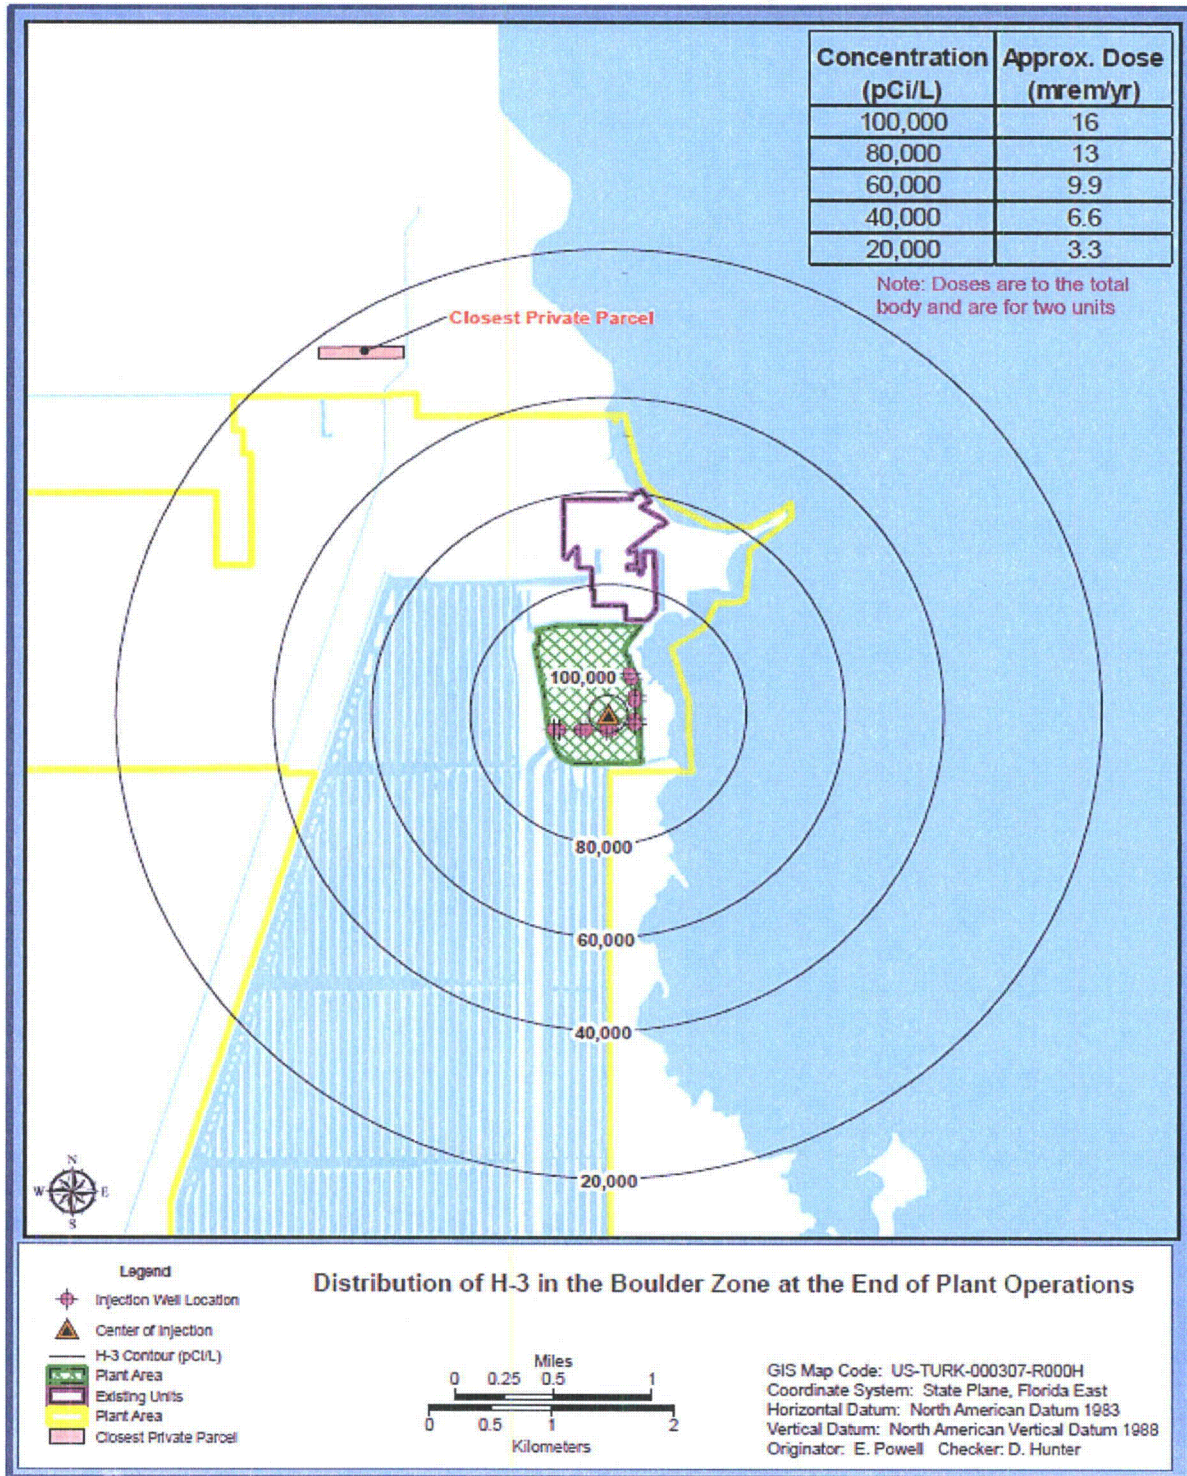 Concentration Approx. Dose
(pCi/L) (mrem/yr)
100,000 16
80,000 13
60,000 9.9
40,000 6.6
20,000 3.3
Note: Doses are to the total
body and are for two units
Closest Private Parcel
100,000
80,000
60,000
40,000
20,000
N
W E
S
Legend
Injection Well Location
Center of Injection
H-3 Contour (pCi/L)
Plant Area
Existing Units
Plant Area
Closest Private Parcel
Distribution of H-3 in the Boulder Zone at the End of Plant Operations
Miles
0 0.25 0.5 1
0 0.5 1 2
Kilometers
GIS Map Code: US-TURK-000307-R000H
Coordinate System: State Plane, Florida East
Horizontal Datum: North American Datum 1983
Vertical Datum: North American Vertical Datum 1988
Originator: E. Powell Checker: D. Hunter